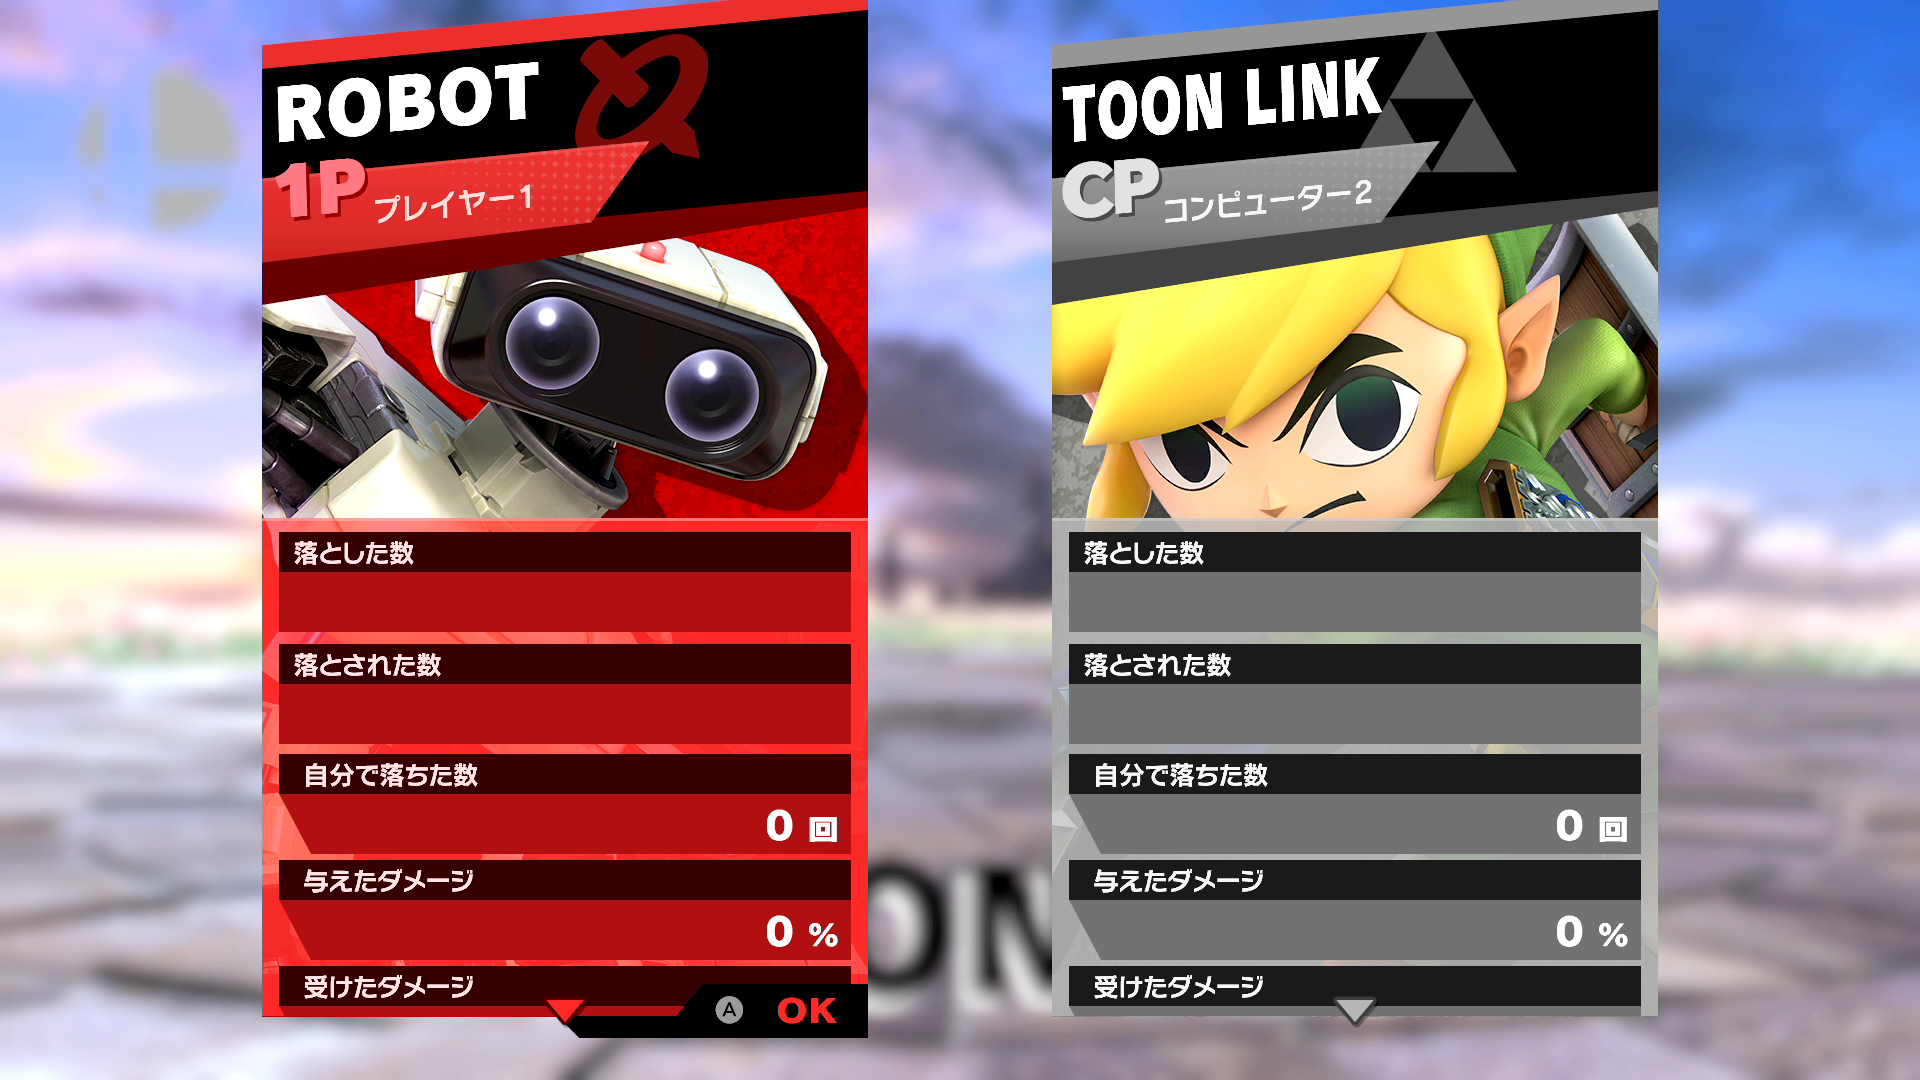 ROBOT
1P プレイヤー1
落とした数
落とされた数
自分で落ちた数
0 回
与えたダメージ
0 %
受けたダメージ
A OK
TOON LINK
CP コンピューター2
落とした数
落とされた数
自分で落ちた数
0 回
与えたダメージ
0 %
受けたダメージ
ON